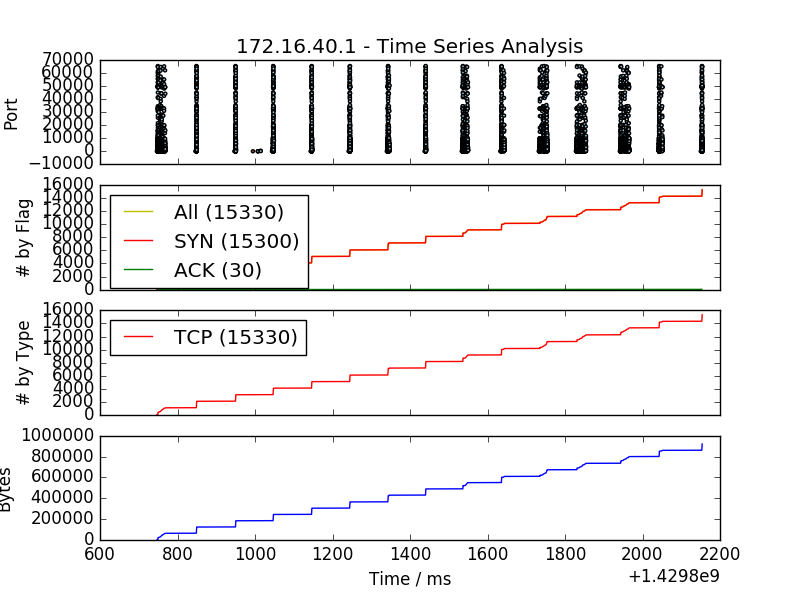 172.16.40.1 - Time Series Analysis
70000
60000
50000
40000
30000
20000
10000
0
−10000
Port
16000
14000
12000
10000
8000
6000
4000
2000
0
# by Flag
All (15330)
SYN (15300)
ACK (30)
16000
14000
12000
10000
8000
6000
4000
2000
0
# by Type
TCP (15330)
1000000
800000
600000
400000
200000
0
Bytes
600 800 1000 1200 1400 1600 1800 2000 2200
Time / ms
+1.4298e9